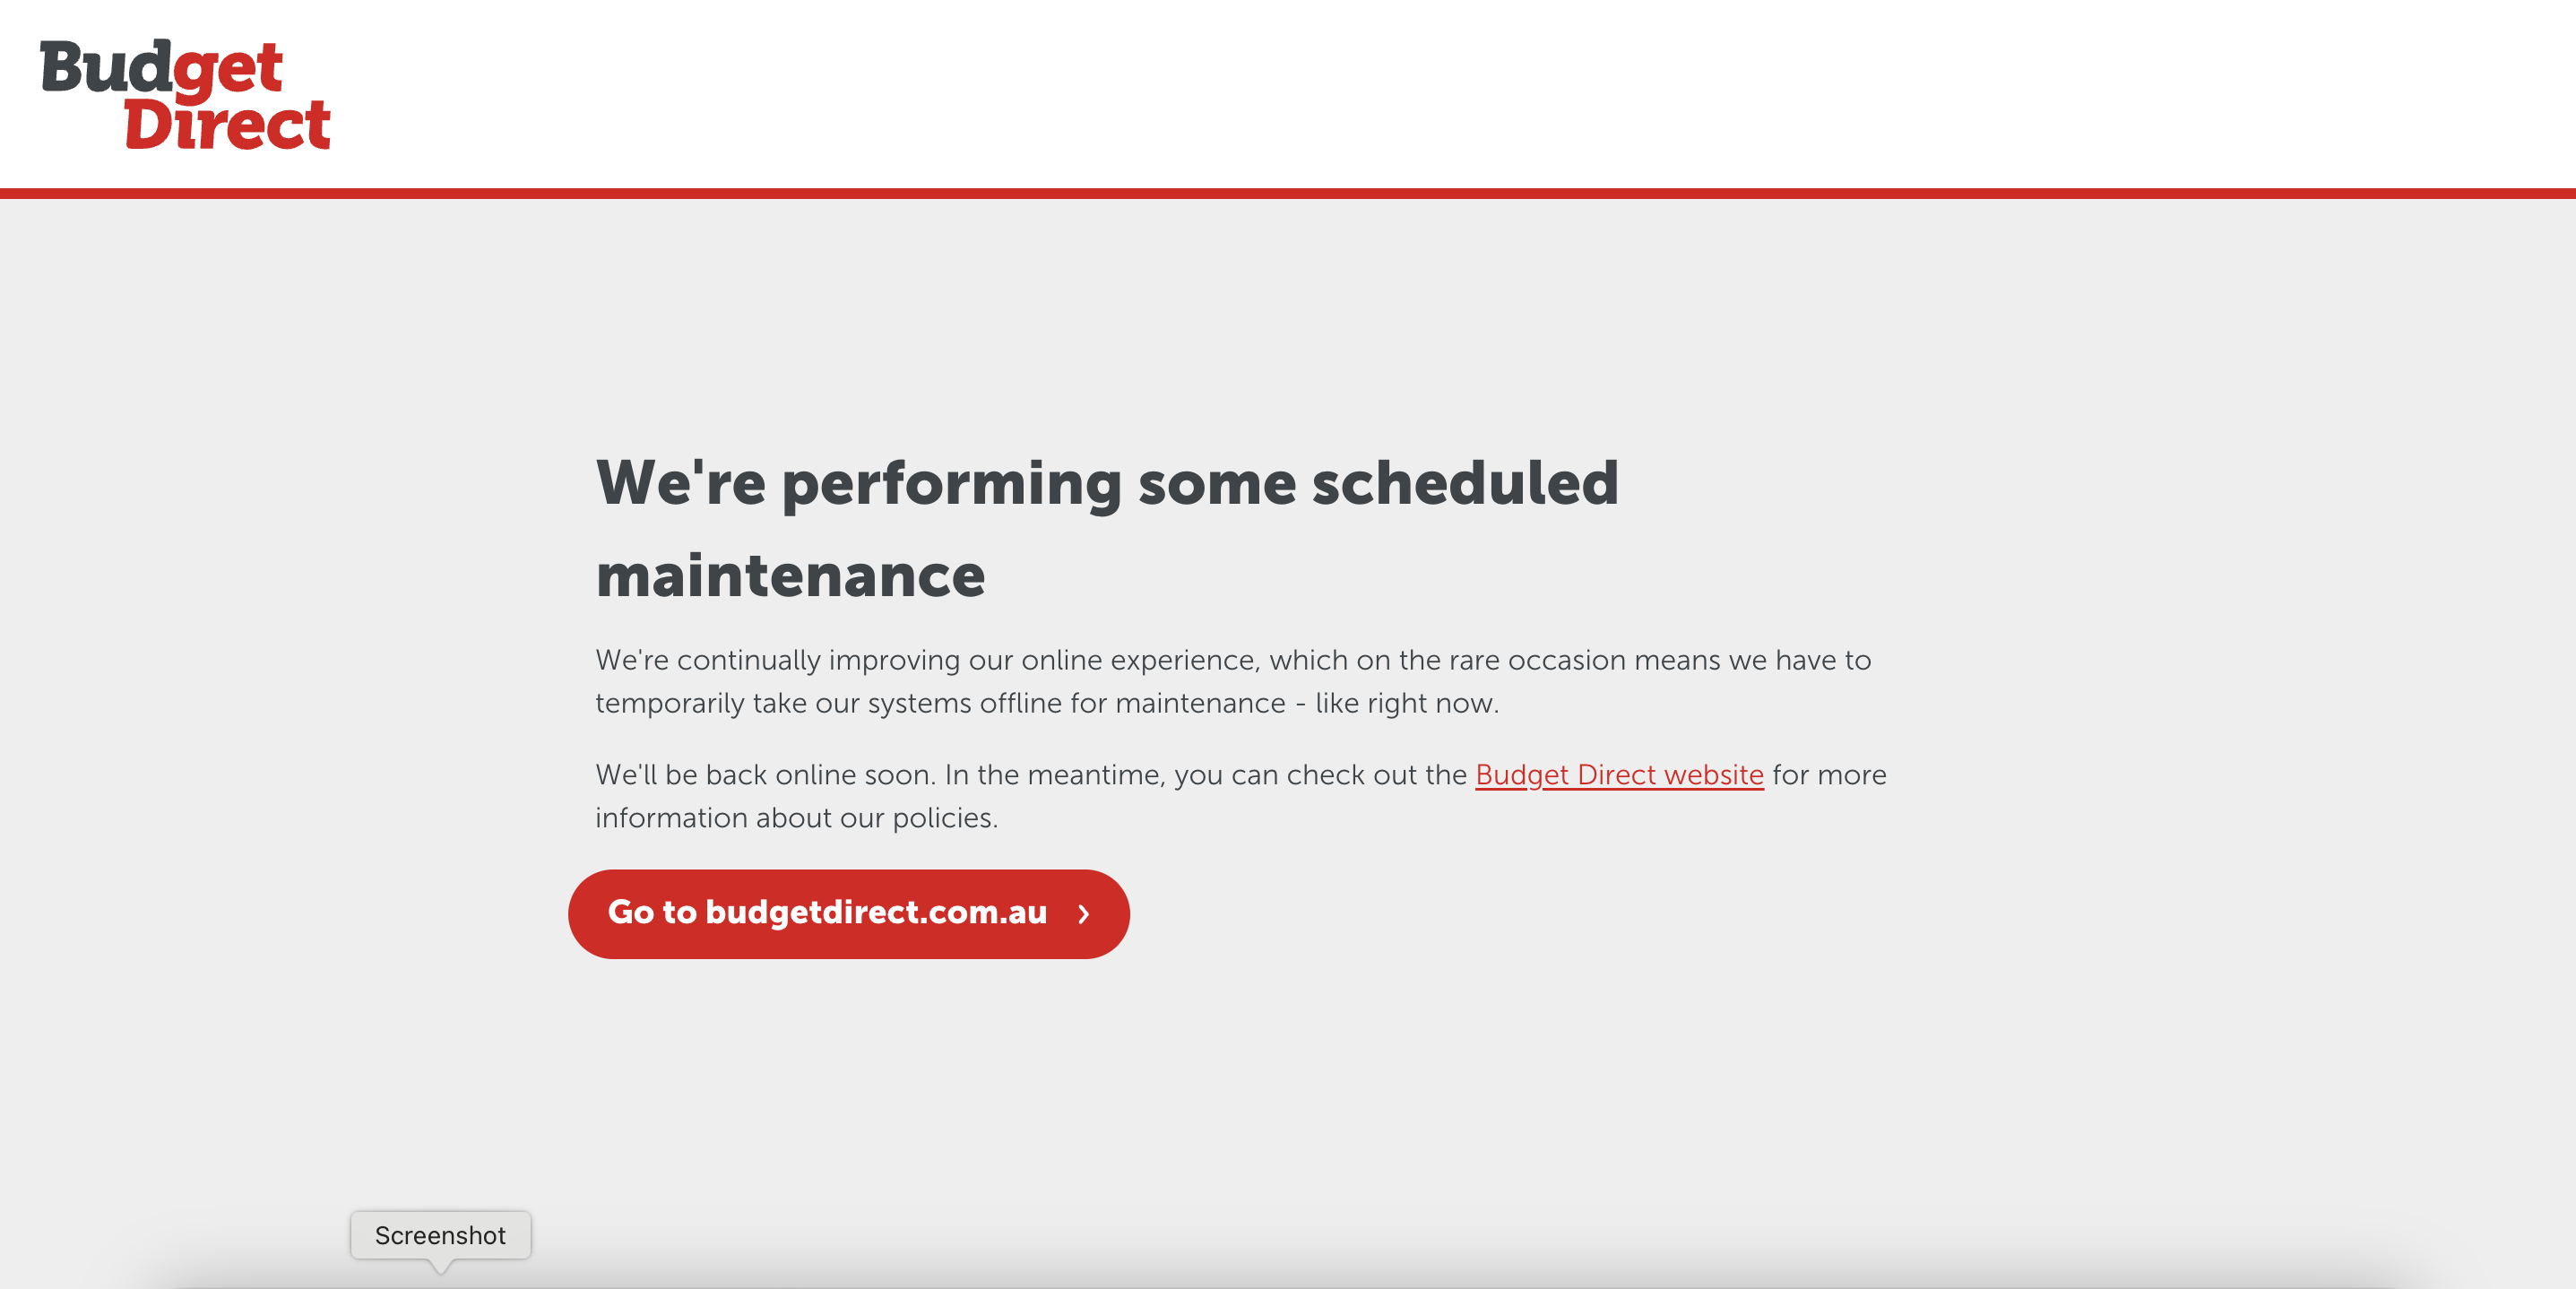 Budget
Direct
We're performing some scheduled
maintenance
We're continually improving our online experience, which on the rare occasion means we have to
temporarily take our systems offline for maintenance - like right now.
We'll be back online soon. In the meantime, you can check out the Budget Direct website for more
information about our policies.
Go to budgetdirect.com.au
Screenshot